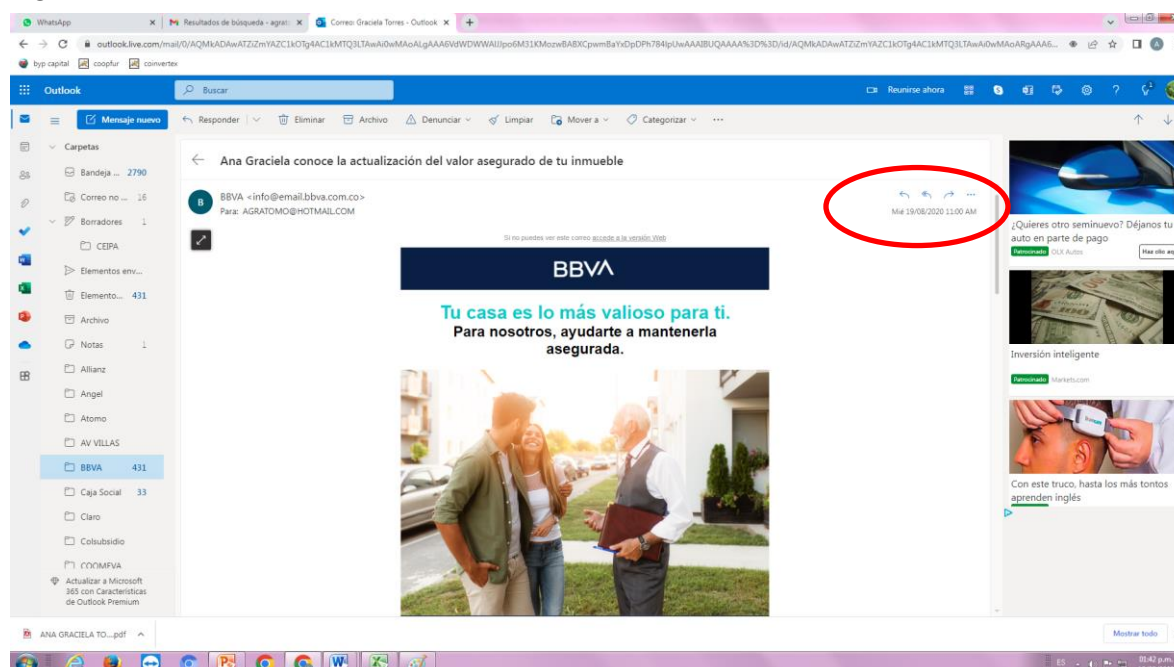 WhatsApp
Resultados de búsqueda - agrat
Correo: Graciela Torres - Outlook
byp capital
coopfur
coinvertex
Outlook
Buscar
Reunirse ahora
Mensaje nuevo
Responder
Eliminar
Archivo
Denunciar
Limpiar
Mover a
Categorizar
Carpetas
Bandeja ... 2790
Correo no ... 16
Borradores 1
CEIPA
Elementos env...
Elemento... 431
Archivo
Notas 1
Allianz
Angel
Atomo
AV VILLAS
BBVA 431
Caja Social 33
Claro
Colsubsidio
COOMEVA
Actualizar a Microsoft
365 con Características
de Outlook Premium
Ana Graciela conoce la actualización del valor asegurado de tu inmueble
B
BBVA <info@email.bbva.com.co>
Para: AGRATOMO@HOTMAIL.COM
Mié 19/08/2020 11:00 AM
Si no puedes ver este correo accede a la versión Web
BBVA
Tu casa es lo más valioso para ti.
Para nosotros, ayudarte a mantenerla
asegurada.
¿Quieres otro seminuevo? Déjanos tu
auto en parte de pago
Patrocinado OLX Autos
Haz clic aq
Inversión inteligente
Patrocinado Markets.com
Con este truco, hasta los más tontos
aprenden inglés
ANA GRACIELA TO....pdf
Mostrar todo
ES
01:42 p.m.